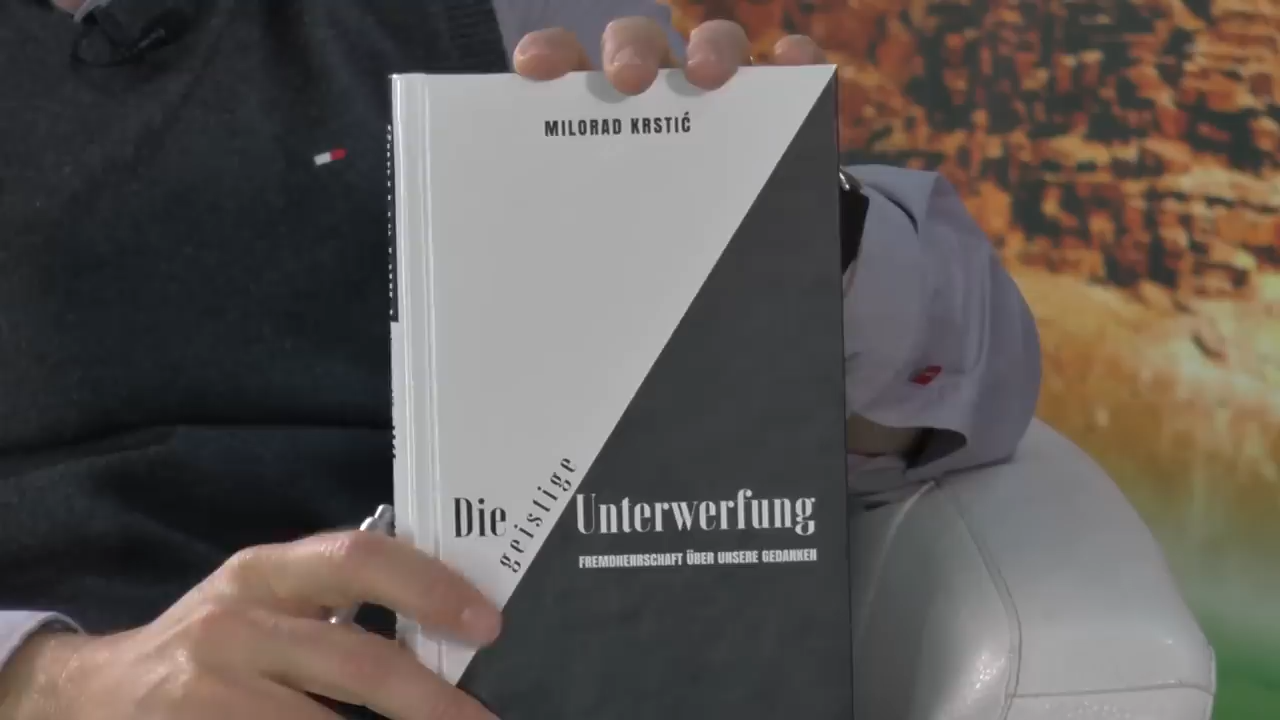 MILORAD KRSTIĆ
Die geistige Unterwerfung
FREMDHERRSCHAFT ÜBER UNSERE GEDANKEN